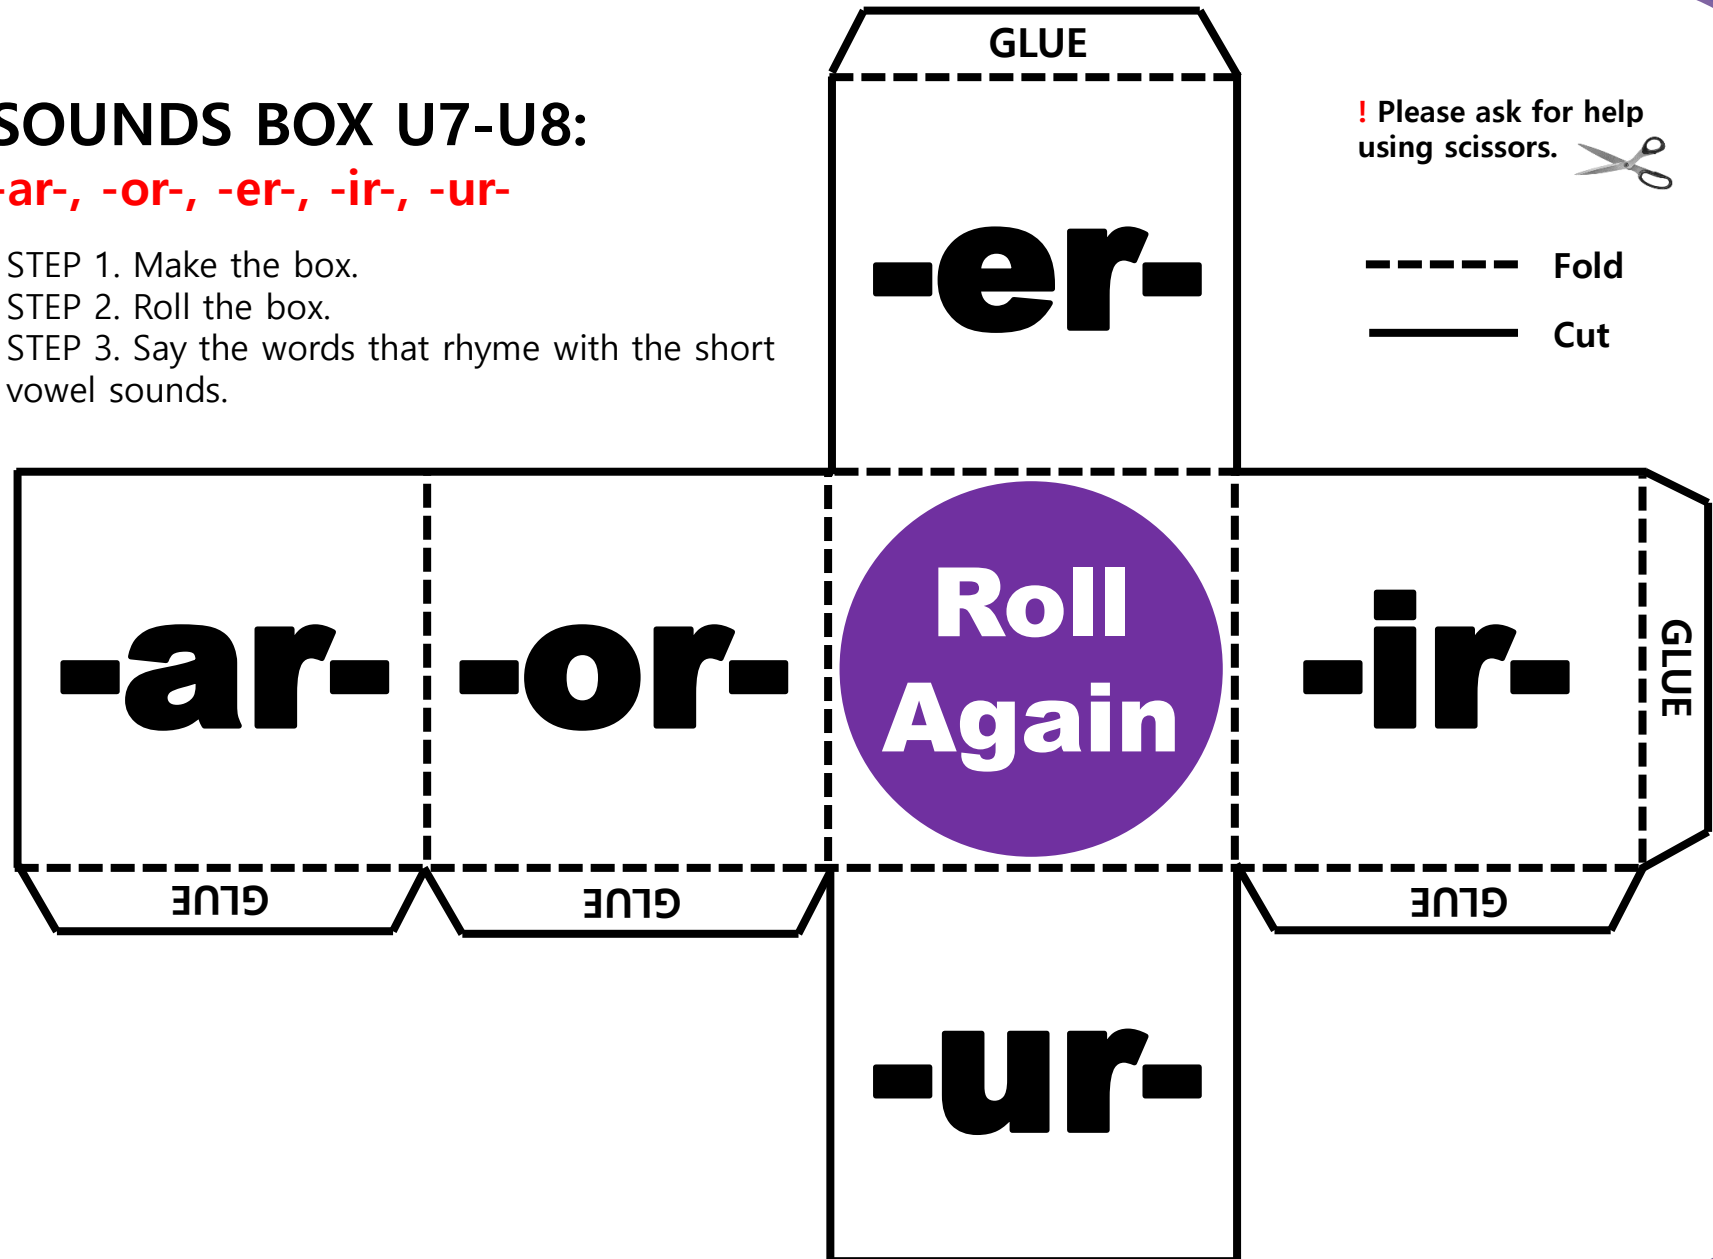 GLUE
SOUNDS BOX U7-U8:
-ar-, -or-, -er-, -ir-, -ur-
STEP 1. Make the box.
STEP 2. Roll the box.
STEP 3. Say the words that rhyme with the short
vowel sounds.
! Please ask for help
using scissors.
Fold
Cut
-er-
-ar-
-or-
Roll
Again
-ir-
GLUE
GLUE
GLUE
GLUE
-ur-